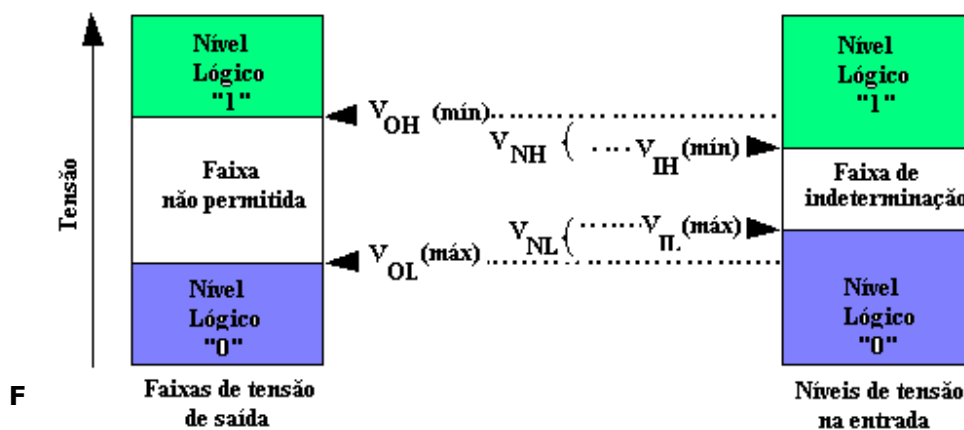 Tensão
Nível
Lógico
"1"
Faixa
não permitida
Nível
Lógico
"0"
Faixas de tensão
de saída
V OH (mín)
V NH
V IH (mín)
V NL
V IL (máx)
V OL (máx)
Nível
Lógico
"1"
Faixa de
indeterminação
Nível
Lógico
"0"
Níveis de tensão
na entrada
F